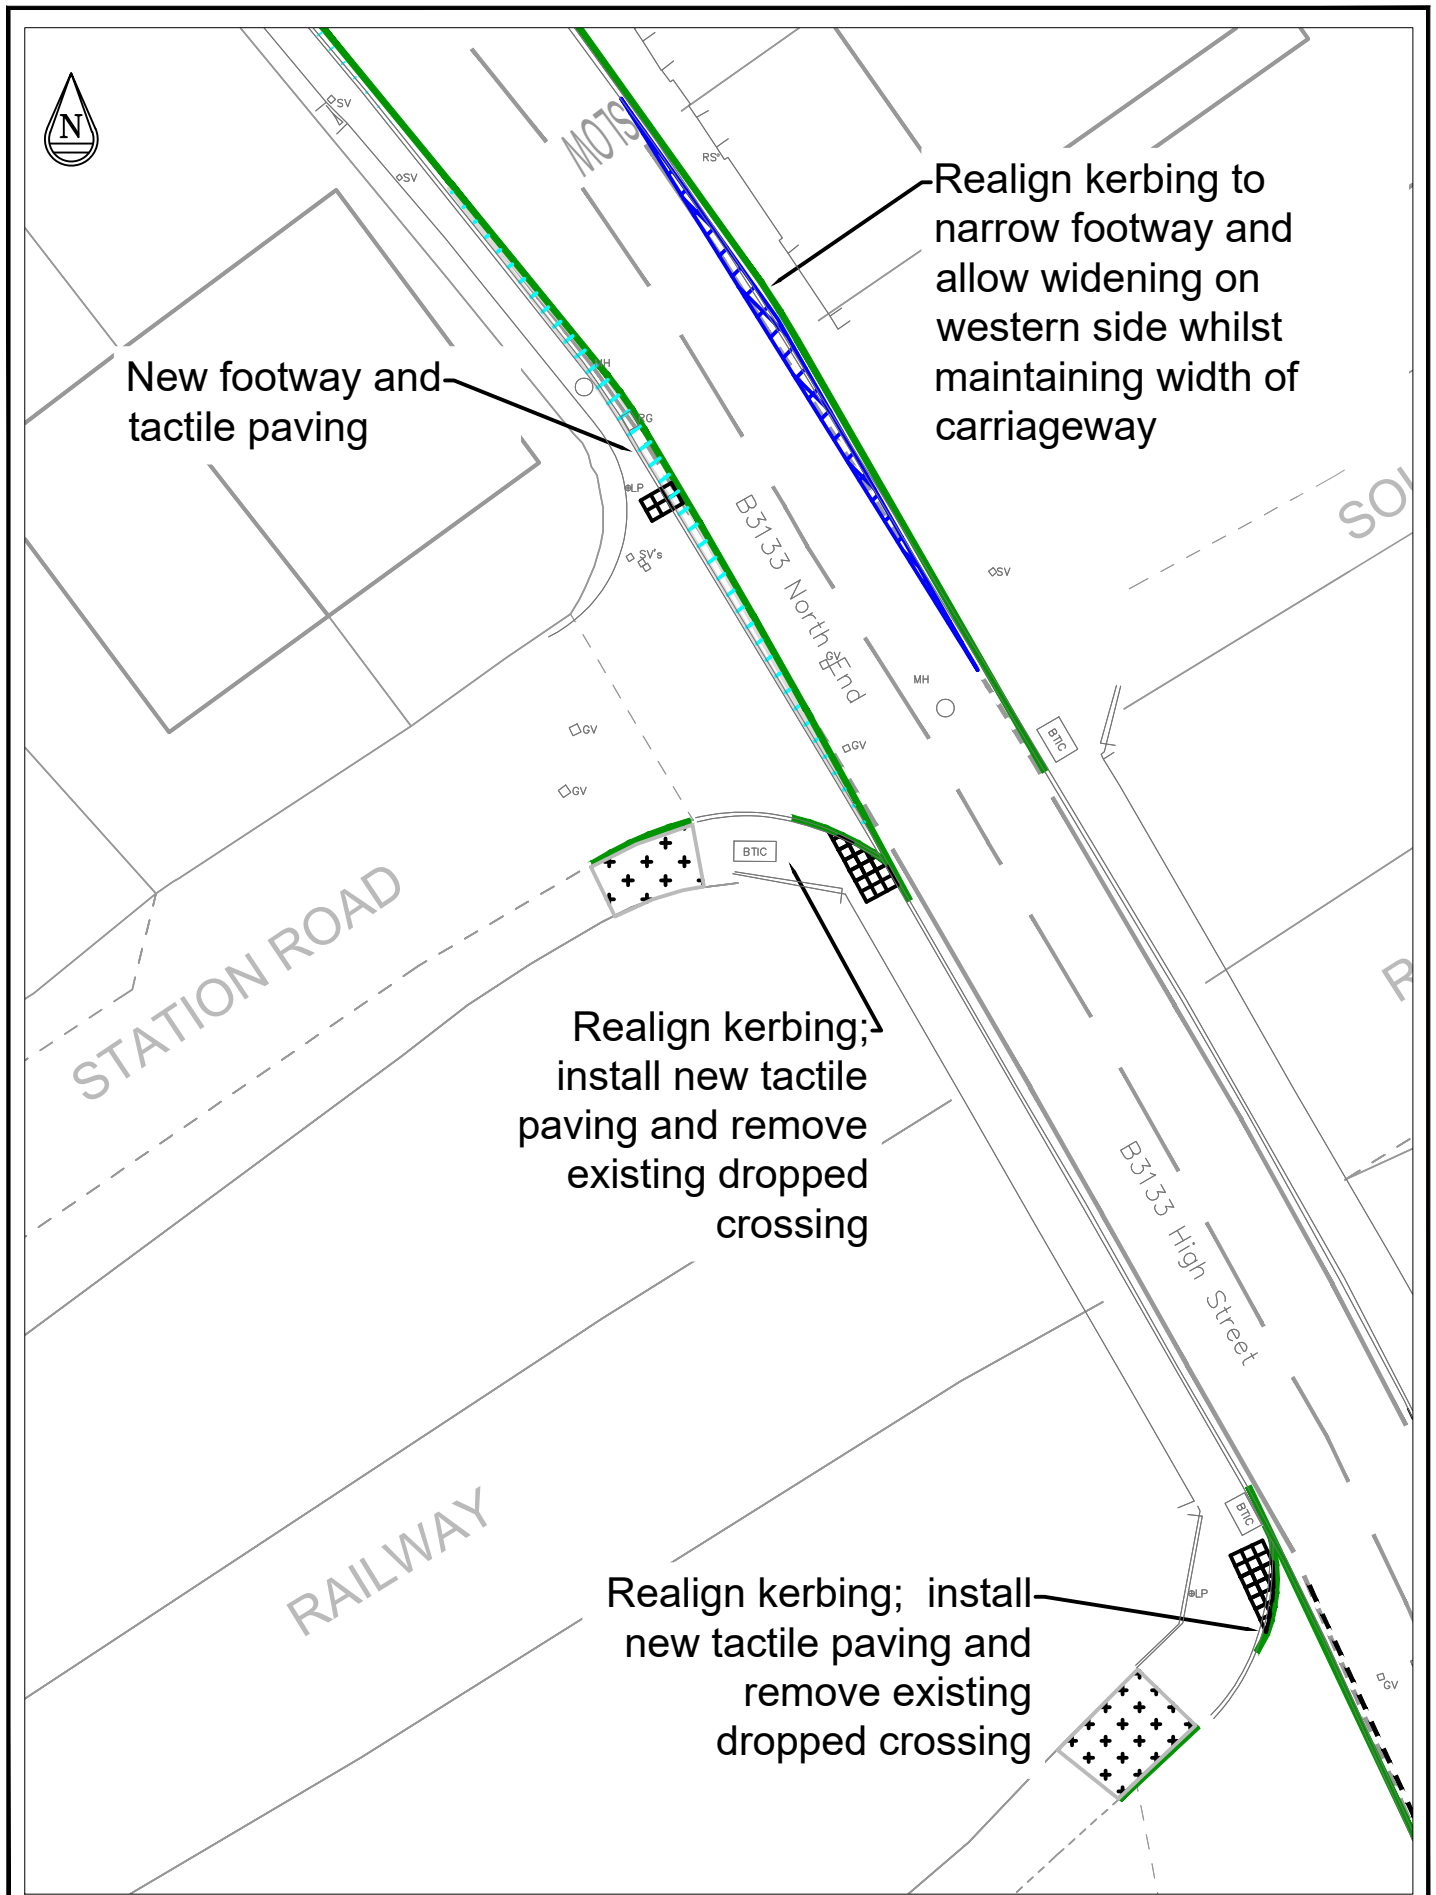 N
SV
SV
SLOW
RS
Realign kerbing to
narrow footway and
allow widening on
western side whilst
maintaining width of
carriageway
New footway and
tactile paving
MH
RG
LP
SV's
B3133 North End
SV
GV
MH
GV
GV
GV
BTIC
BTIC
STATION ROAD
Realign kerbing;
install new tactile
paving and remove
existing dropped
crossing
B3133 High Street
RAILWAY
BTIC
LP
Realign kerbing; install
new tactile paving and
remove existing
dropped crossing
GV